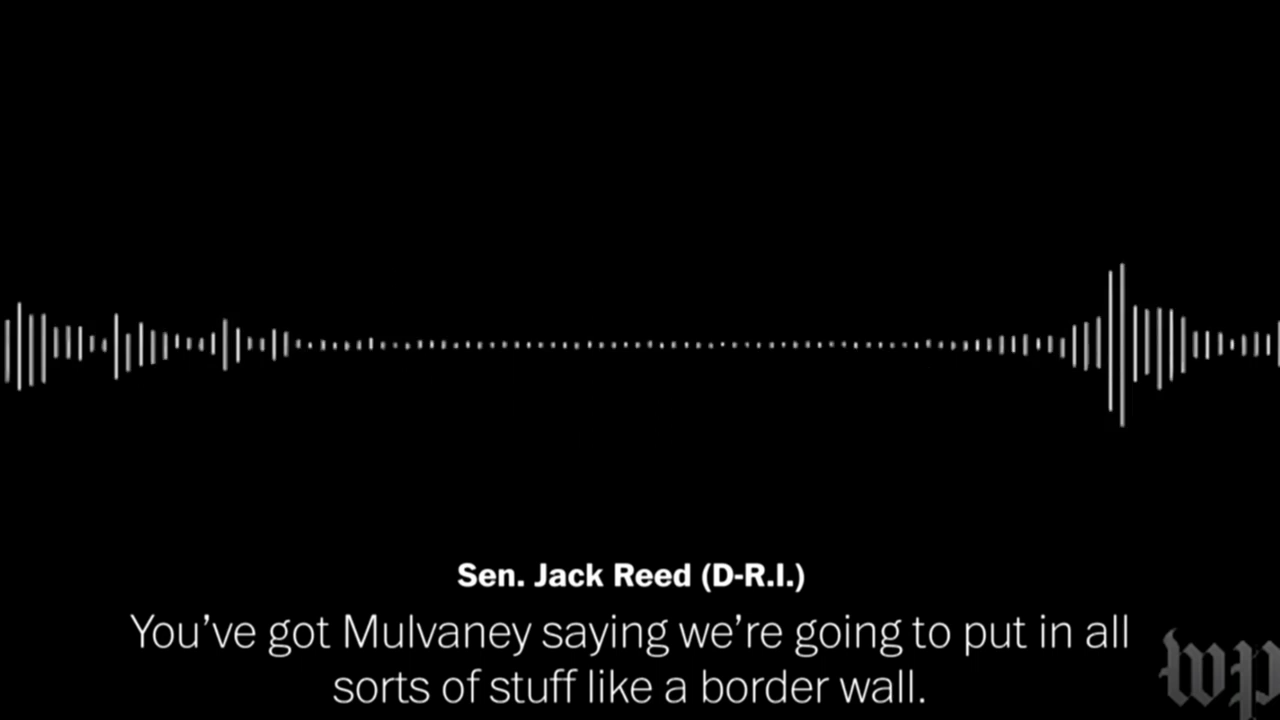 Sen. Jack Reed (D-R.I.)
You’ve got Mulvaney saying we’re going to put in all
sorts of stuff like a border wall.
wp